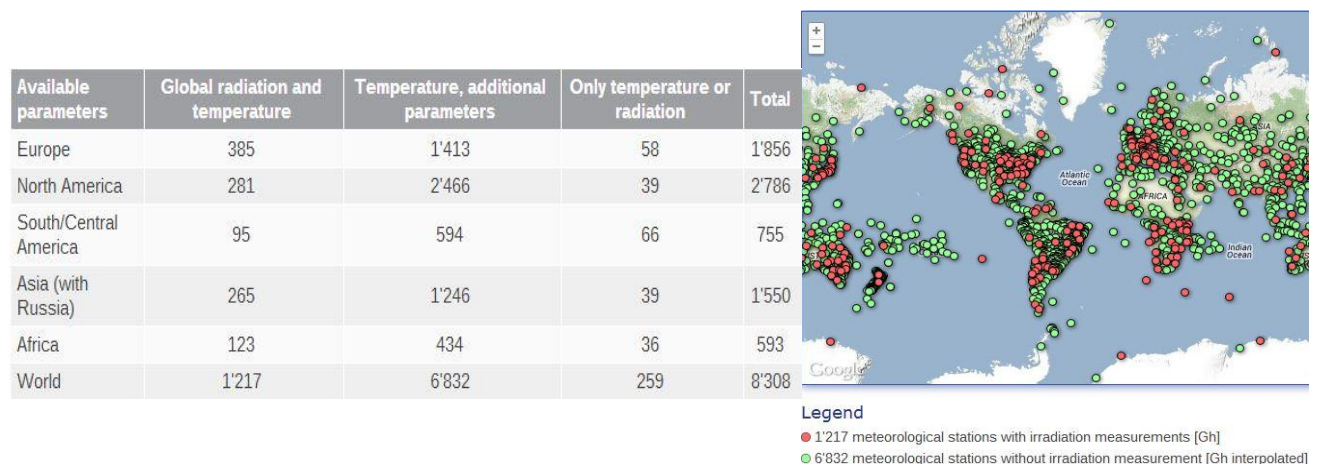 Available parameters Global radiation and temperature Temperature, additional parameters Only temperature or radiation Total
Europe 385 1'413 58 1'856
North America 281 2'466 39 2'786
South/Central America 95 594 66 755
Asia (with Russia) 265 1'246 39 1'550
Africa 123 434 36 593
World 1'217 6'832 259 8'308
+
−
Atlantic
Ocean
SIA
FRICA
Indian
Ocean
Google
Legend
1'217 meteorological stations with irradiation measurements [Gh]
6'832 meteorological stations without irradiation measurement [Gh interpolated]